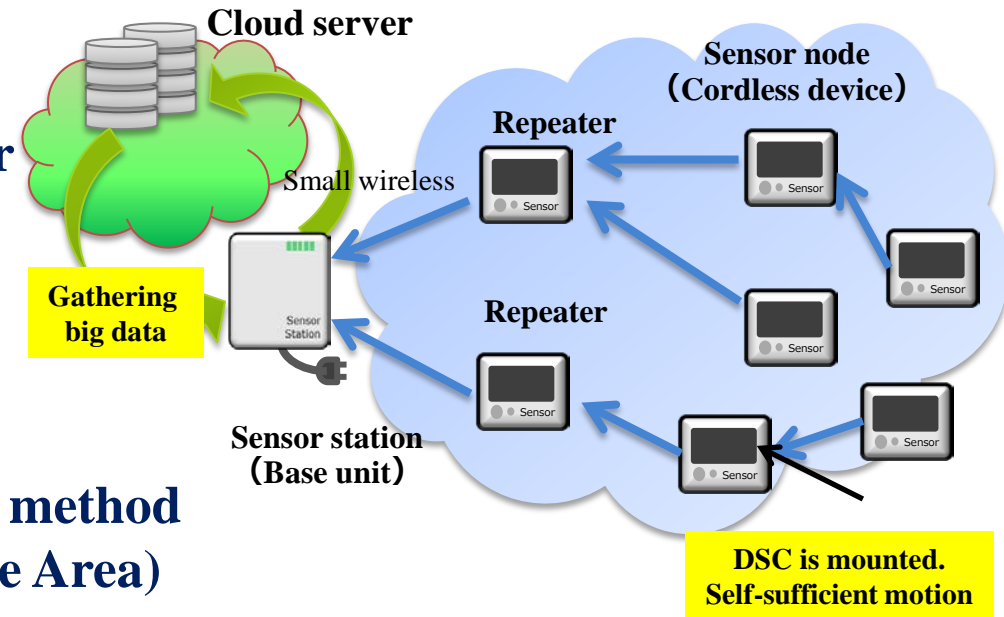 Cloud server
Sensor node
（Cordless device）
Repeater
r
Small wireless
Sensor
Sensor
Sensor
Gathering
big data
Sensor
Station
Repeater
Sensor
Sensor
Sensor
Sensor
Sensor station
（Base unit）
method
e Area)
DSC is mounted.
Self-sufficient motion